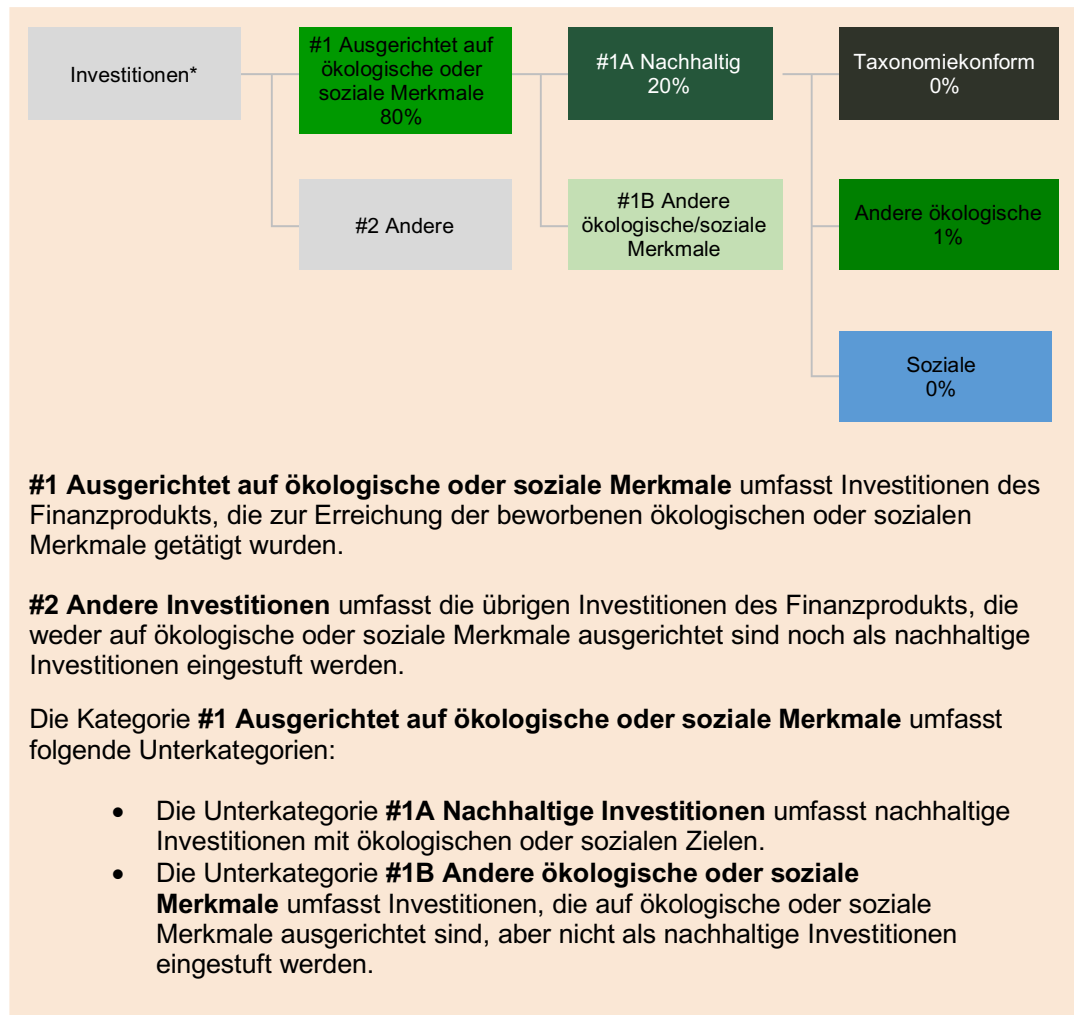 Investitionen*
#1 Ausgerichtet auf
ökologische oder
soziale Merkmale
80%
#1A Nachhaltig
20%
Taxonomiekonform
0%
#2 Andere
#1B Andere
ökologische/soziale
Merkmale
Andere ökologische
1%
Soziale
0%
#1 Ausgerichtet auf ökologische oder soziale Merkmale umfasst Investitionen des
Finanzprodukts, die zur Erreichung der beworbenen ökologischen oder sozialen
Merkmale getätigt wurden.
#2 Andere Investitionen umfasst die übrigen Investitionen des Finanzprodukts, die
weder auf ökologische oder soziale Merkmale ausgerichtet sind noch als nachhaltige
Investitionen eingestuft werden.
Die Kategorie #1 Ausgerichtet auf ökologische oder soziale Merkmale umfasst
folgende Unterkategorien:
• Die Unterkategorie #1A Nachhaltige Investitionen umfasst nachhaltige
Investitionen mit ökologischen oder sozialen Zielen.
• Die Unterkategorie #1B Andere ökologische oder soziale
Merkmale umfasst Investitionen, die auf ökologische oder soziale
Merkmale ausgerichtet sind, aber nicht als nachhaltige Investitionen
eingestuft werden.